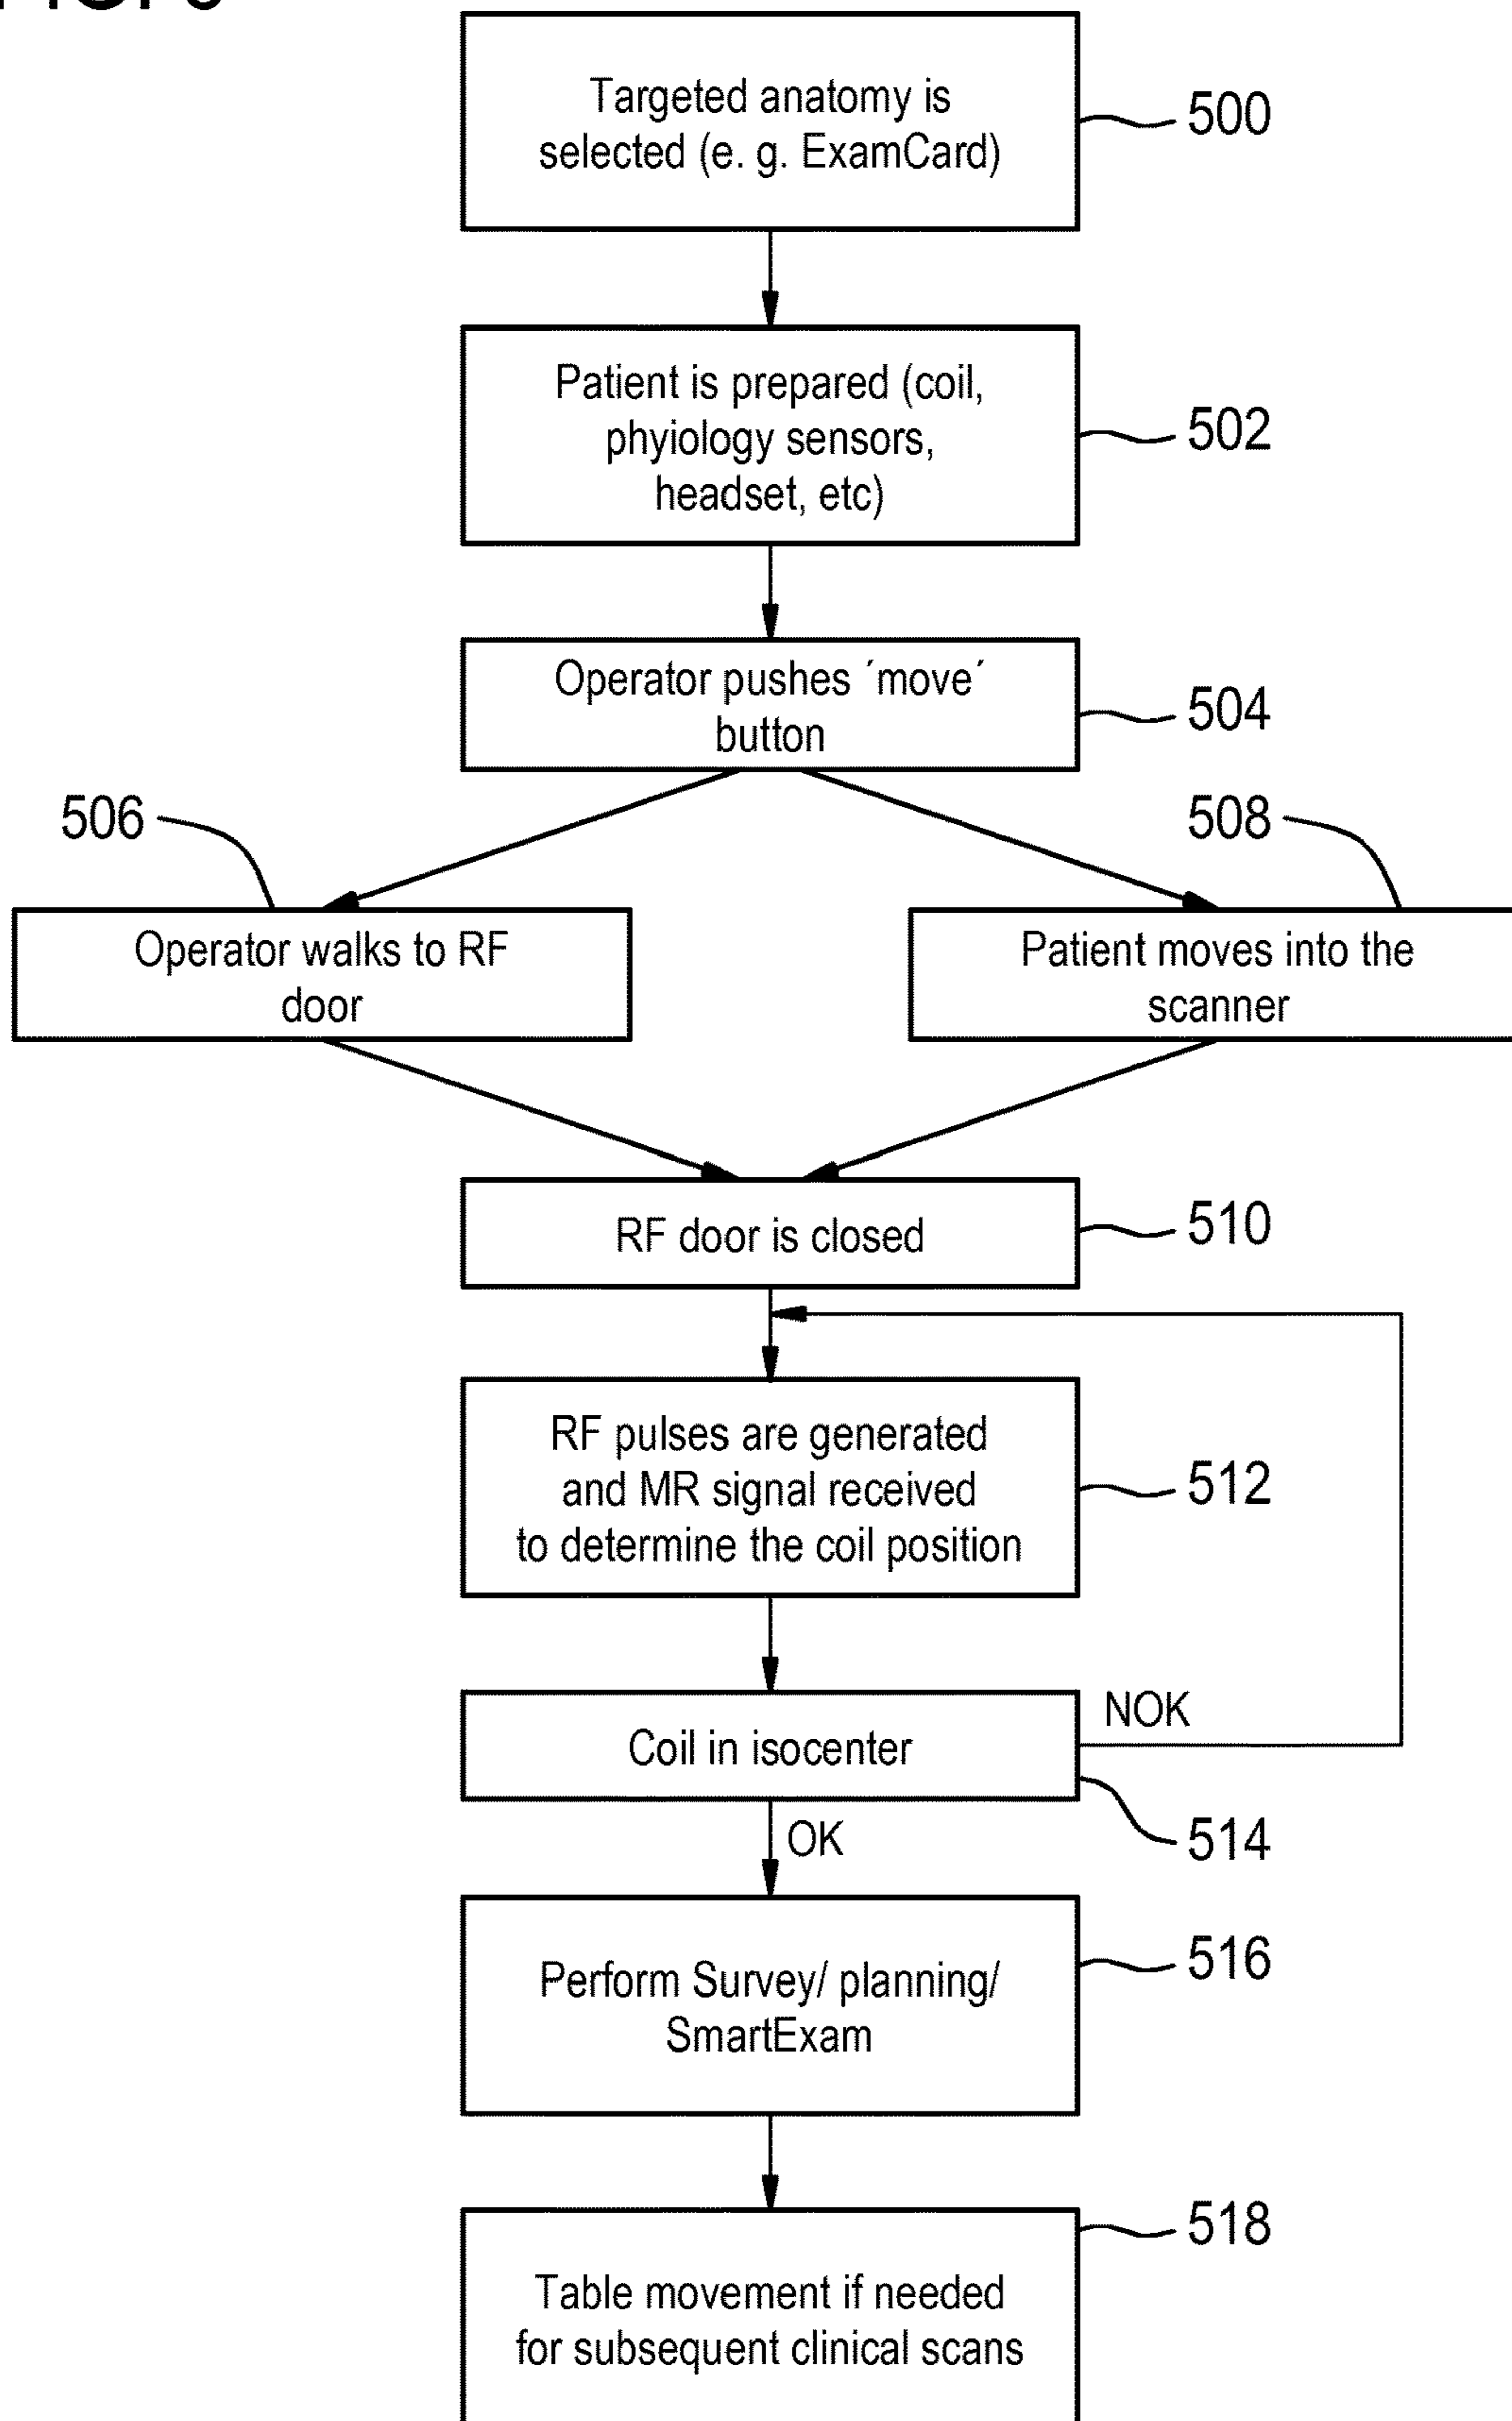 Targeted anatomy is
selected (e. g. ExamCard)
500
Patient is prepared (coil,
phyiology sensors,
headset, etc)
502
Operator pushes ´move´
button
504
506
508
Operator walks to RF
door
Patient moves into the
scanner
RF door is closed
510
RF pulses are generated
and MR signal received
to determine the coil position
512
Coil in isocenter
NOK
514
OK
Perform Survey/ planning/
SmartExam
516
Table movement if needed
for subsequent clinical scans
518